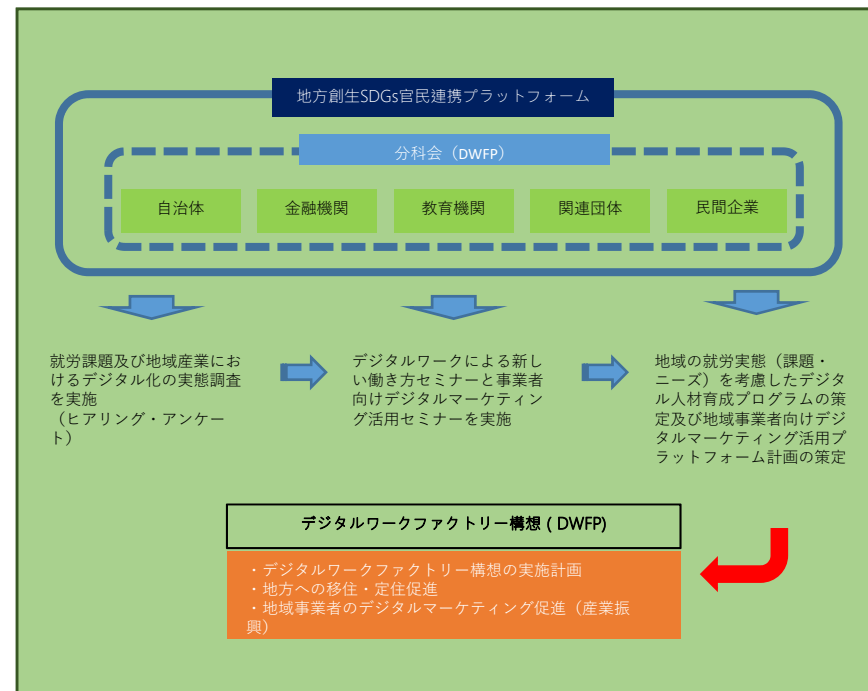 地方創生SDGs官民連携プラットフォーム
分科会（DWFP）
自治体
金融機関
教育機関
関連団体
民間企業
就労課題及び地域産業にお
けるデジタル化の実態調査
を実施
（ヒアリング・アンケー
ト）
デジタルワークによる新し
い働き方セミナーと事業者
向けデジタルマーケティン
グ活用セミナーを実施
地域の就労実態（課題・
ニーズ）を考慮したデジタ
ル人材育成プログラムの策
定及び地域事業者向けデジ
タルマーケティング活用プ
ラットフォーム計画の策定
デジタルワークファクトリー構想 ( DWFP)
・デジタルワークファクトリー構想の実施計画
・地方への移住・定住促進
・地域事業者のデジタルマーケティング促進（産業振
興）